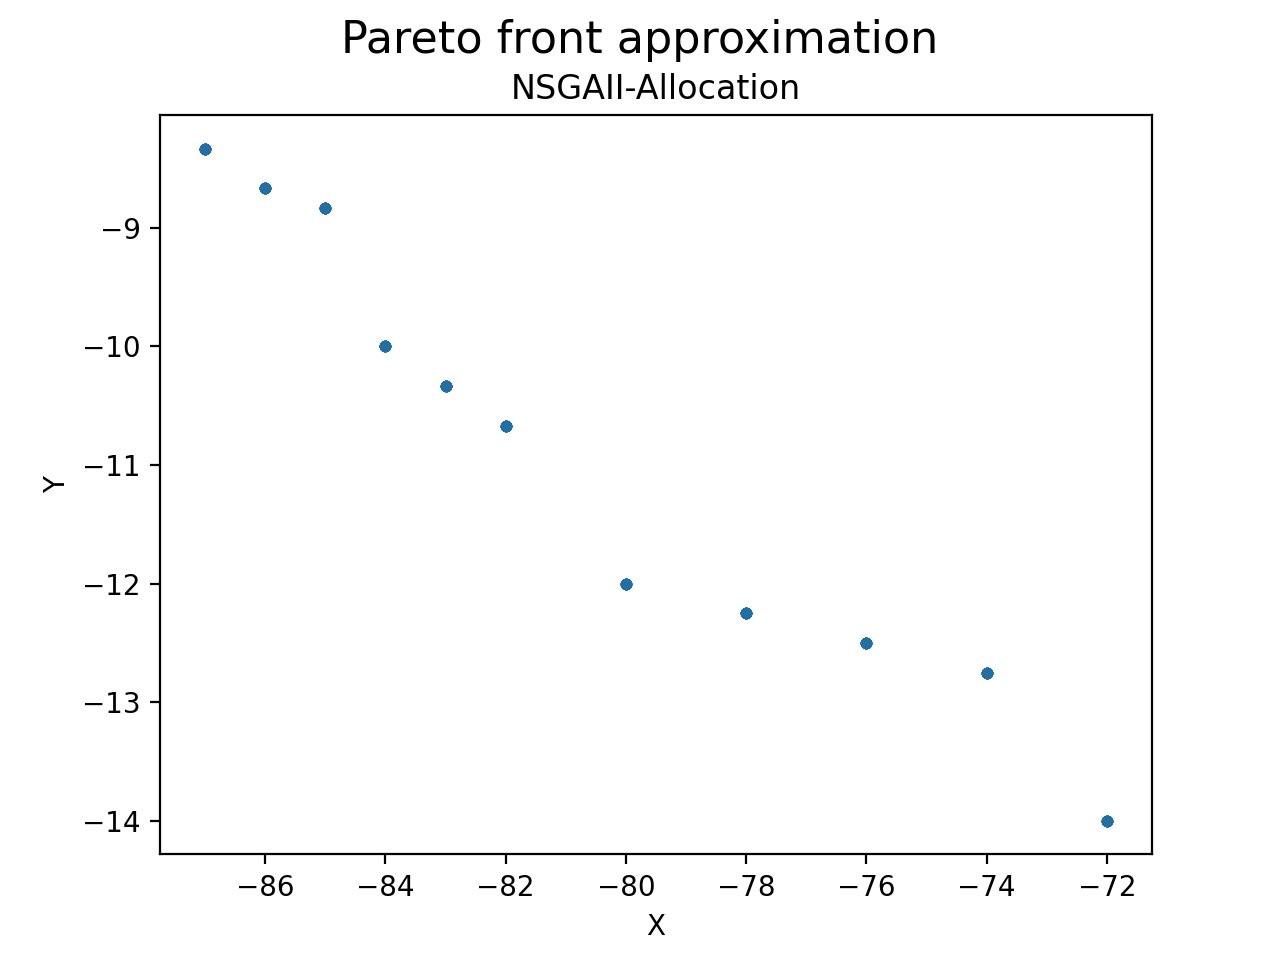 Pareto front approximation
NSGAII-Allocation
−9
−10
−11
−12
−13
−14
Y
−86 −84 −82 −80 −78 −76 −74 −72
X